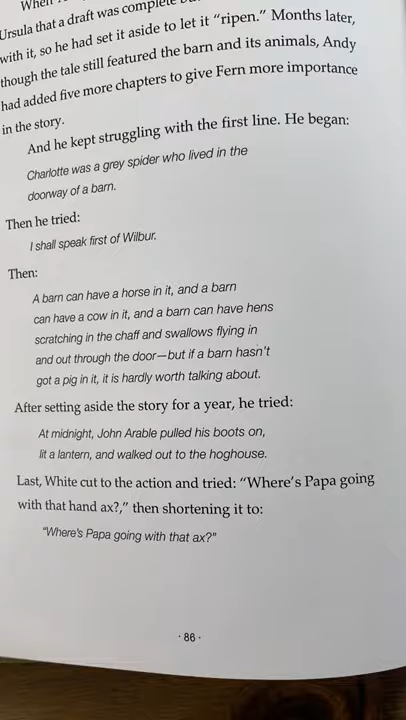 When
Ursula that a draft was complete
with it, so he had set it aside to let it “ripen.” Months later,
though the tale still featured the barn and its animals, Andy
had added five more chapters to give Fern more importance
in the story.
And he kept struggling with the first line. He began:
Charlotte was a grey spider who lived in the
doorway of a barn.
Then he tried:
I shall speak first of Wilbur.
Then:
A barn can have a horse in it, and a barn
can have a cow in it, and a barn can have hens
scratching in the chaff and swallows flying in
and out through the door—but if a barn hasn’t
got a pig in it, it is hardly worth talking about.
After setting aside the story for a year, he tried:
At midnight, John Arable pulled his boots on,
lit a lantern, and walked out to the hoghouse.
Last, White cut to the action and tried: “Where’s Papa going
with that hand ax?,” then shortening it to:
“Where’s Papa going with that ax?”
· 86 ·